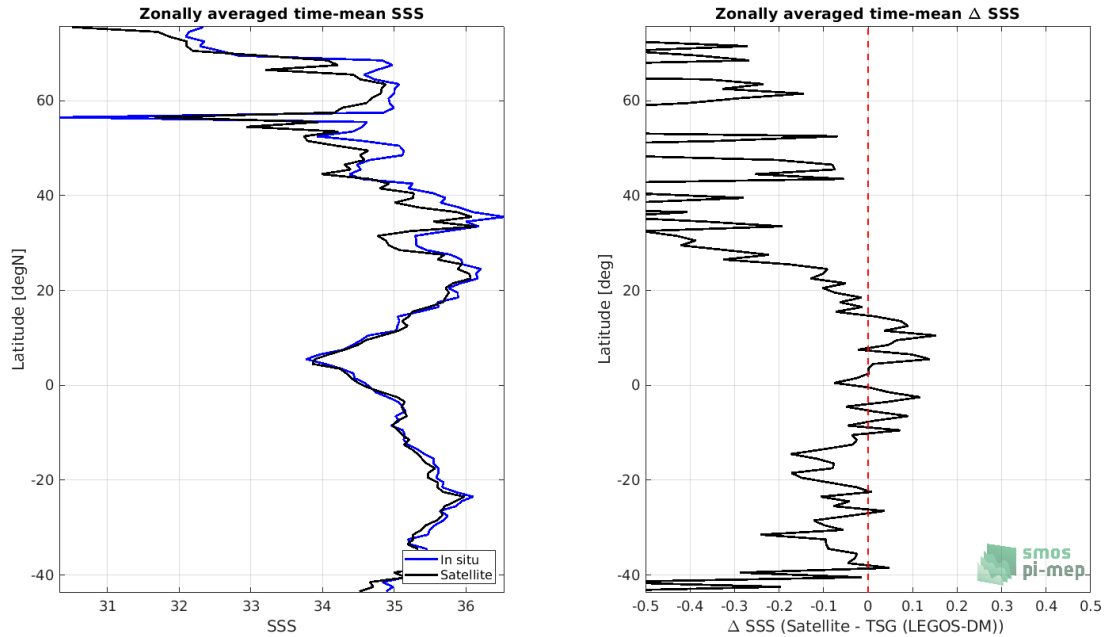 Zonally averaged time-mean SSS
60
40
20
0
-20
-40
Latitude [degN]
31
32
33
34
35
36
SSS
In situ
Satellite
Zonally averaged time-mean Δ SSS
60
40
20
0
-20
-40
Latitude [deg]
-0.5
-0.4
-0.3
-0.2
-0.1
0
0.1
0.2
0.3
0.4
0.5
Δ SSS (Satellite - TSG (LEGOS-DM))
smos
pi-mep